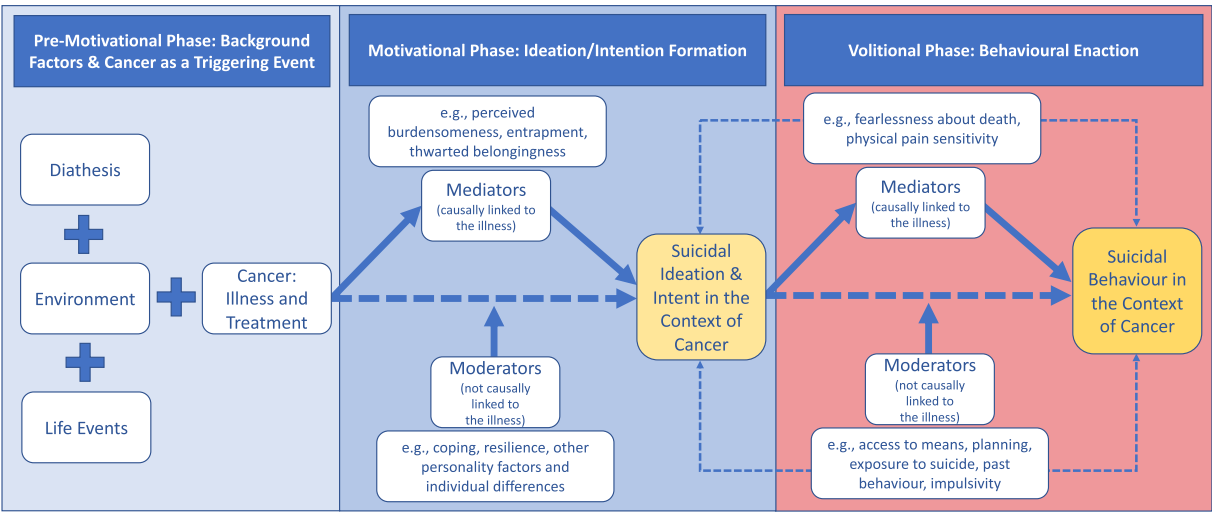 Pre-Motivational Phase: Background
Factors & Cancer as a Triggering Event
Diathesis
Environment
Life Events
Cancer:
Illness and
Treatment
Motivational Phase: Ideation/Intention Formation
e.g., perceived
burdensomeness, entrapment,
thwarted belongingness
Mediators
(causally linked to
the illness)
Suicidal
Ideation &
Intent in the
Context of
Cancer
Moderators
(not causally
linked to
the illness)
e.g., coping, resilience, other
personality factors and
individual differences
Volitional Phase: Behavioural Enaction
e.g., fearlessness about death,
physical pain sensitivity
Mediators
(causally linked to
the illness)
Suicidal
Behaviour in
the Context
of Cancer
Moderators
(not causally
linked to
the illness)
e.g., access to means, planning,
exposure to suicide, past
behaviour, impulsivity